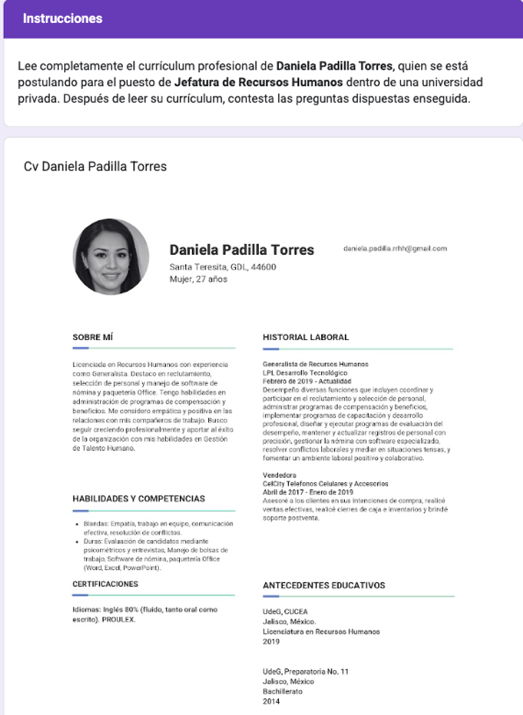 Instrucciones
Lee completamente el currículum profesional de Daniela Padilla Torres, quien se está
postulando para el puesto de Jefatura de Recursos Humanos dentro de una universidad
privada. Después de leer su currículum, contesta las preguntas dispuestas enseguida.
Cv Daniela Padilla Torres
Daniela Padilla Torres
daniela.padilla.rrhh@gmail.com
Santa Teresita, GDL, 44600
Mujer, 27 años
SOBRE MÍ
Licenciada en Recursos Humanos con experiencia
como Generalista. Destaco en reclutamiento,
selección de personal y manejo de software de
nómina y paquetería Office. Tengo habilidades en
administración de programas de compensación y
beneficios. Me considero empática y positiva en las
relaciones con mis compañeros de trabajo. Busco
seguir creciendo profesionalmente y aportar al éxito
de la organización con mis habilidades en Gestión
de Talento Humano.
HABILIDADES Y COMPETENCIAS
Blandas: Empatía, trabajo en equipo, comunicación
efectiva, resolución de conflictos.
Duras: Evaluación de candidatos mediante
psicométricos y entrevistas, Manejo de bolsas de
trabajo, Software de nómina, paquetería Office
(Word, Excel, PowerPoint).
CERTIFICACIONES
Idiomas: Inglés 80% (fluido, tanto oral como
escrito). PROULEX.
HISTORIAL LABORAL
Generalista de Recursos Humanos
LPL Desarrollo Tecnológico
Febrero de 2019 - Actualidad
Desempeño diversas funciones que incluyen coordinar y
participar en el reclutamiento y selección de personal,
administrar programas de compensación y beneficios,
implementar programas de capacitación y desarrollo
profesional, diseñar y ejecutar programas de evaluación del
desempeño, mantener y actualizar registros de personal con
precisión, gestionar la nómina con software especializado,
resolver conflictos laborales y mediar en situaciones tensas, y
fomentar un ambiente laboral positivo y colaborativo.
Vendedora
CelCity Telefonos Celulares y Accesorios
Abril de 2017 - Enero de 2019
Asesoré a los clientes en sus intenciones de compra, realicé
ventas efectivas, realicé cierres de caja e inventarios y brindé
soporte postventa.
ANTECEDENTES EDUCATIVOS
UdeG, CUCEA
Jalisco, México.
Licenciatura en Recursos Humanos
2019
UdeG, Preparatoria No. 11
Jalisco, México
Bachillerato
2014